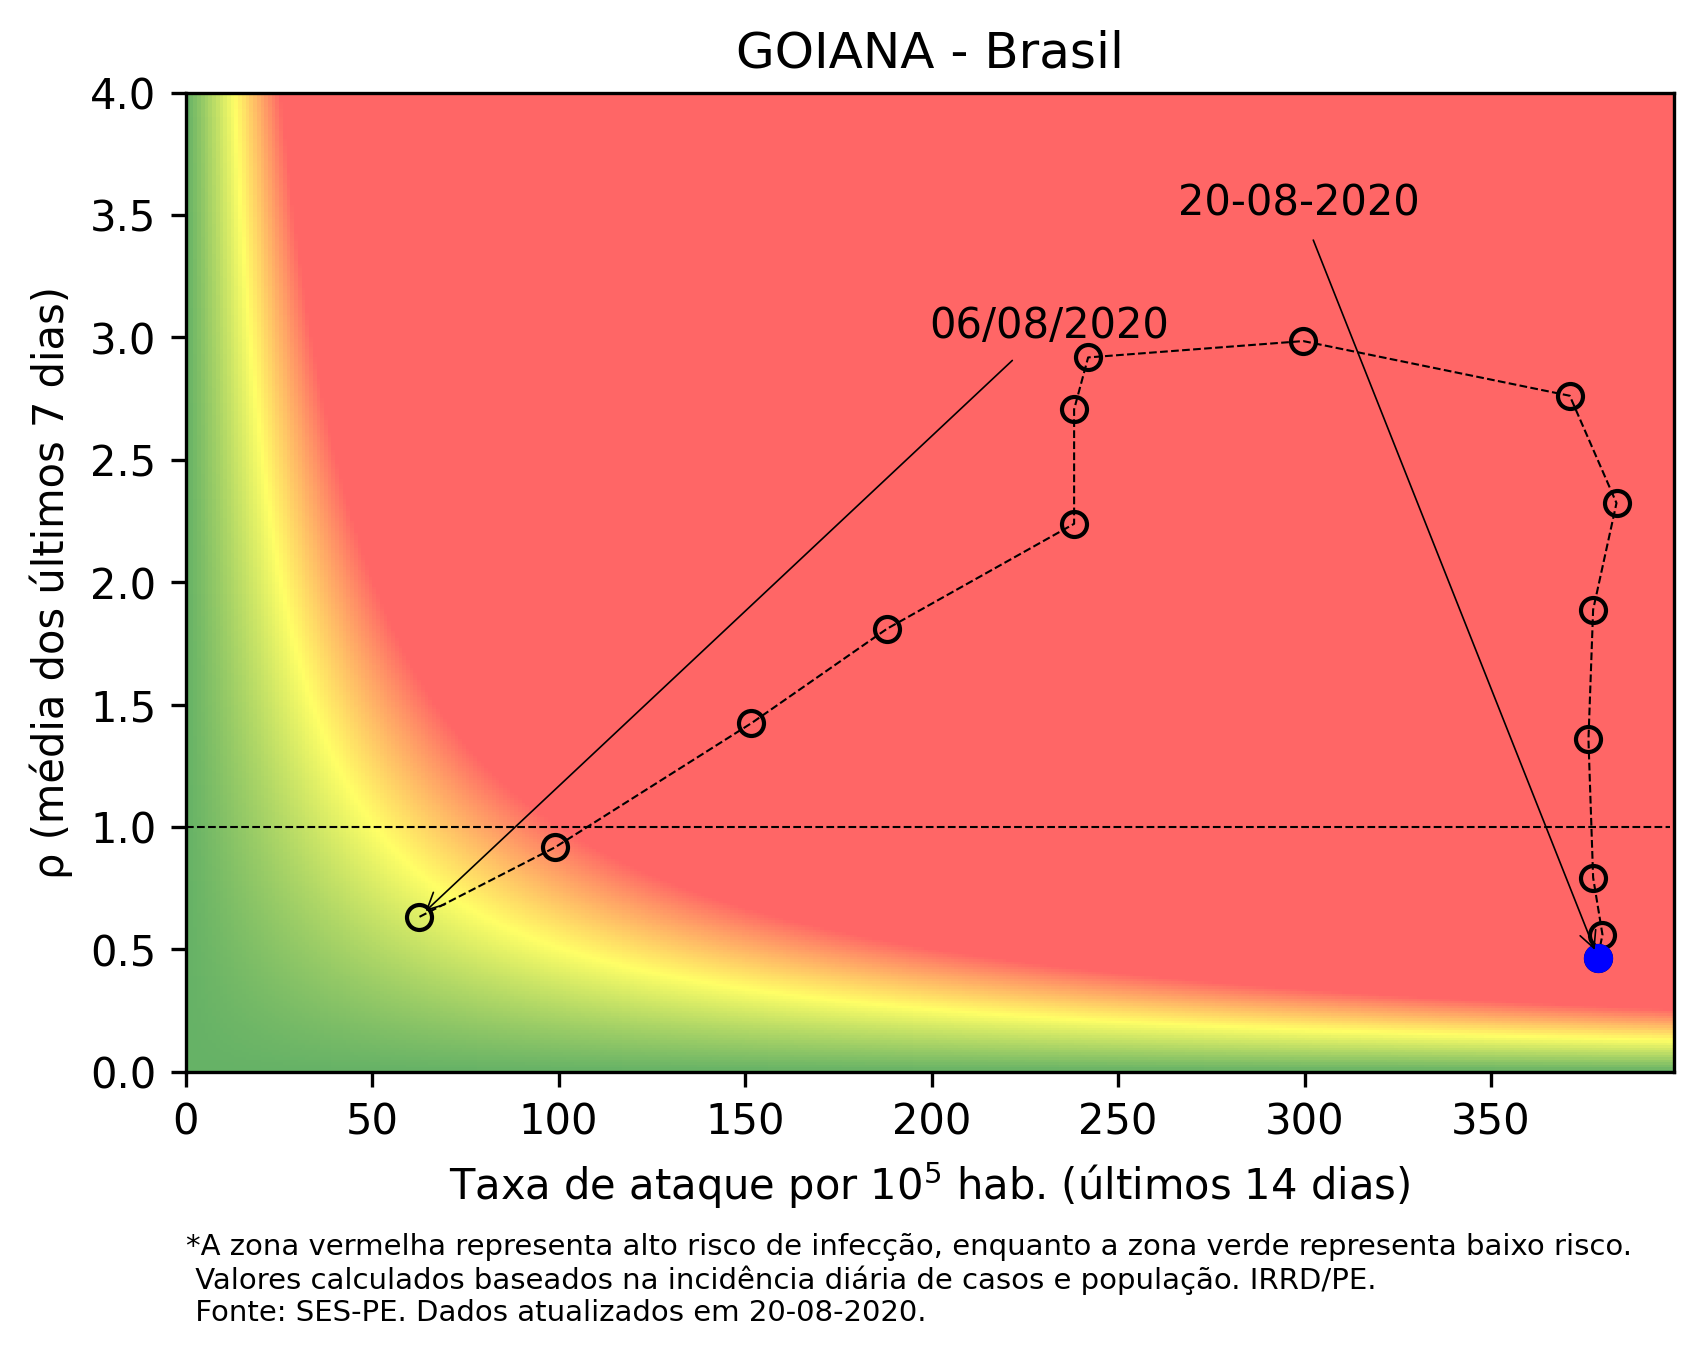 GOIANA - Brasil
4.0
3.5
3.0
2.5
2.0
1.5
1.0
0.5
0.0
ρ (média dos últimos 7 dias)
20-08-2020
06/08/2020
0 50 100 150 200 250 300 350
Taxa de ataque por 10⁵ hab. (últimos 14 dias)
*A zona vermelha representa alto risco de infecção, enquanto a zona verde representa baixo risco.
Valores calculados baseados na incidência diária de casos e população. IRRD/PE.
Fonte: SES-PE. Dados atualizados em 20-08-2020.